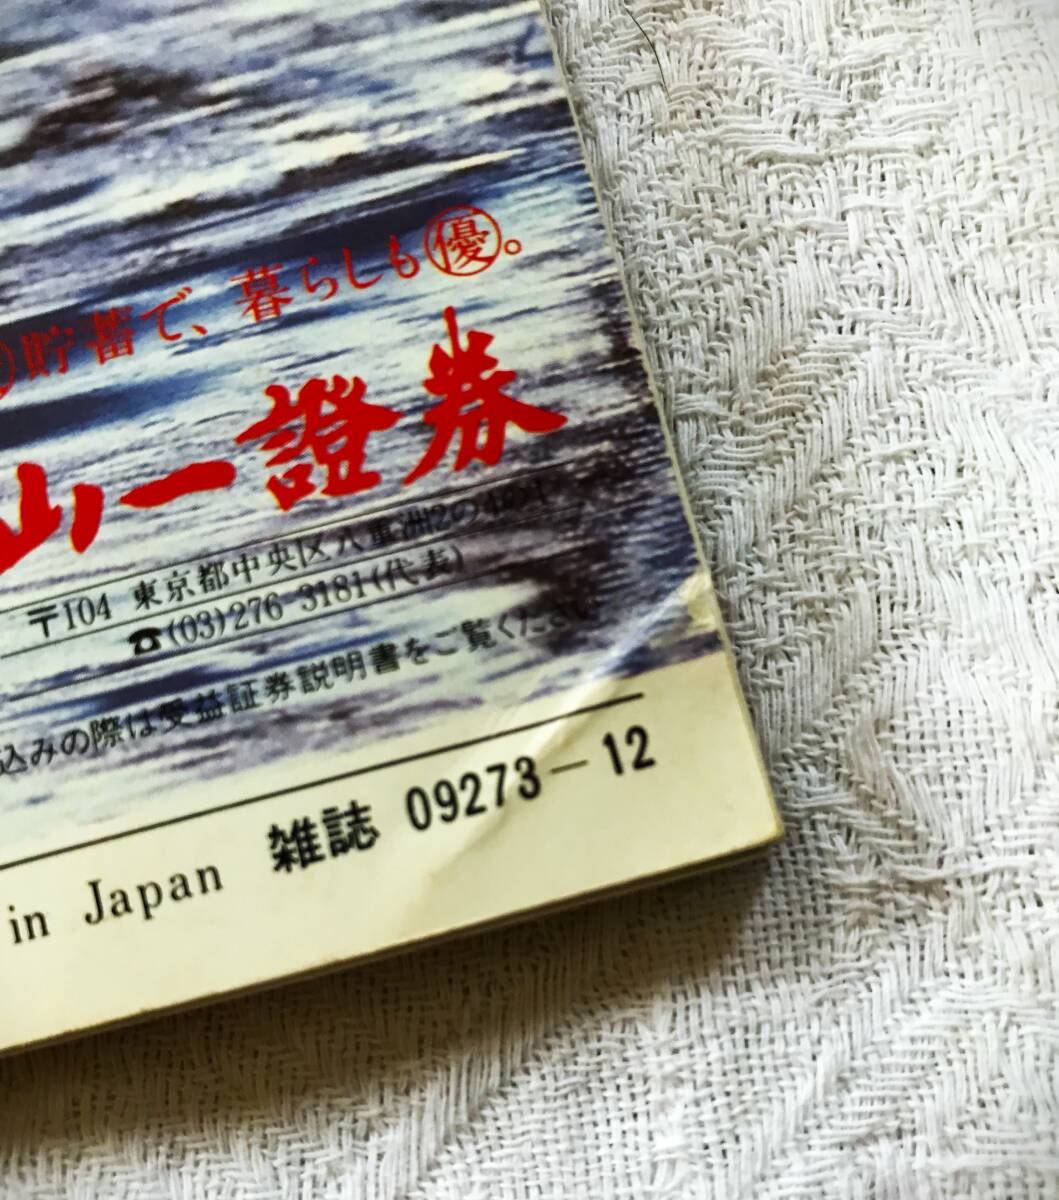 貯蓄で、暮らしも優。
山一證券
〒104 東京都中央区八重洲2の4の1
☎(03)276-3181(代表)
込みの際は受益証券説明書をご覧ください
in Japan 雑誌 09273-12